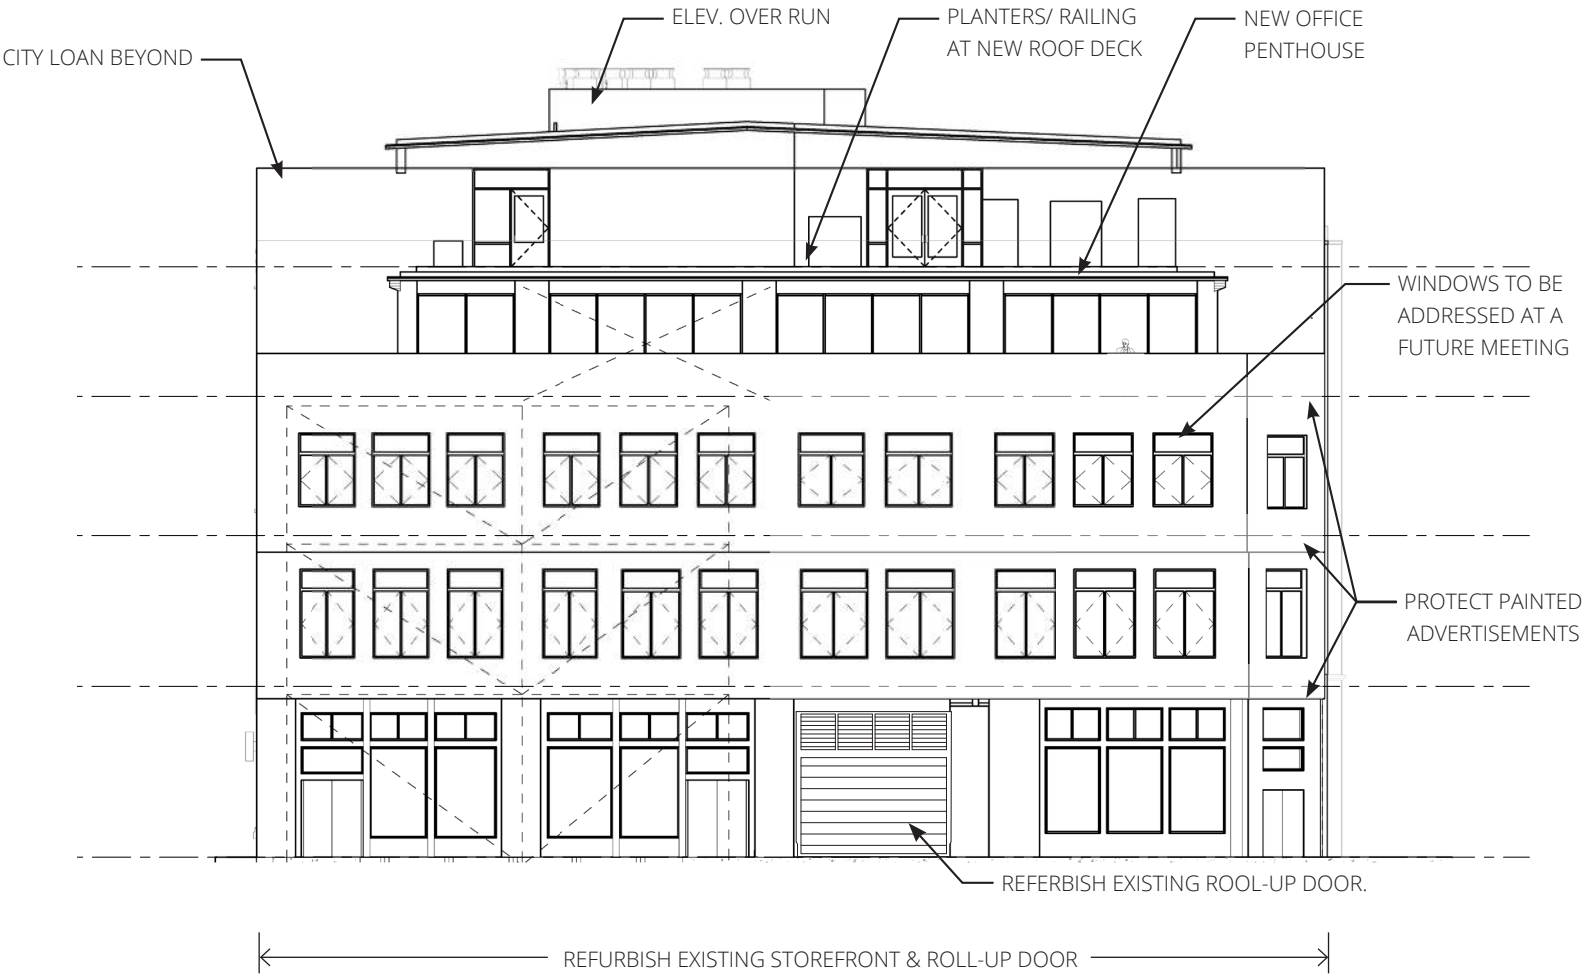 ELEV. OVER RUN
PLANTERS/ RAILING
AT NEW ROOF DECK
NEW OFFICE
PENTHOUSE
CITY LOAN BEYOND
WINDOWS TO BE
ADDRESSED AT A
FUTURE MEETING
PROTECT PAINTED
ADVERTISEMENTS
REFERBISH EXISTING ROOL-UP DOOR.
REFURBISH EXISTING STOREFRONT & ROLL-UP DOOR